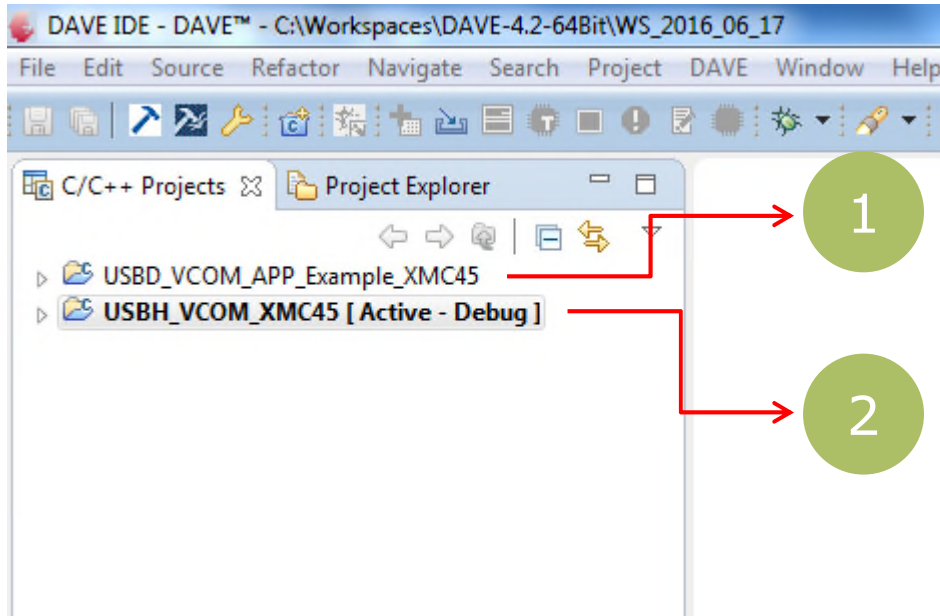 DAVE IDE - DAVE™ - C:\Workspaces\DAVE-4.2-64Bit\WS_2016_06_17
File Edit Source Refactor Navigate Search Project DAVE Window Help
C/C++ Projects Project Explorer
1
USBD_VCOM_APP_Example_XMC45
USBH_VCOM_XMC45 [ Active - Debug ]
2